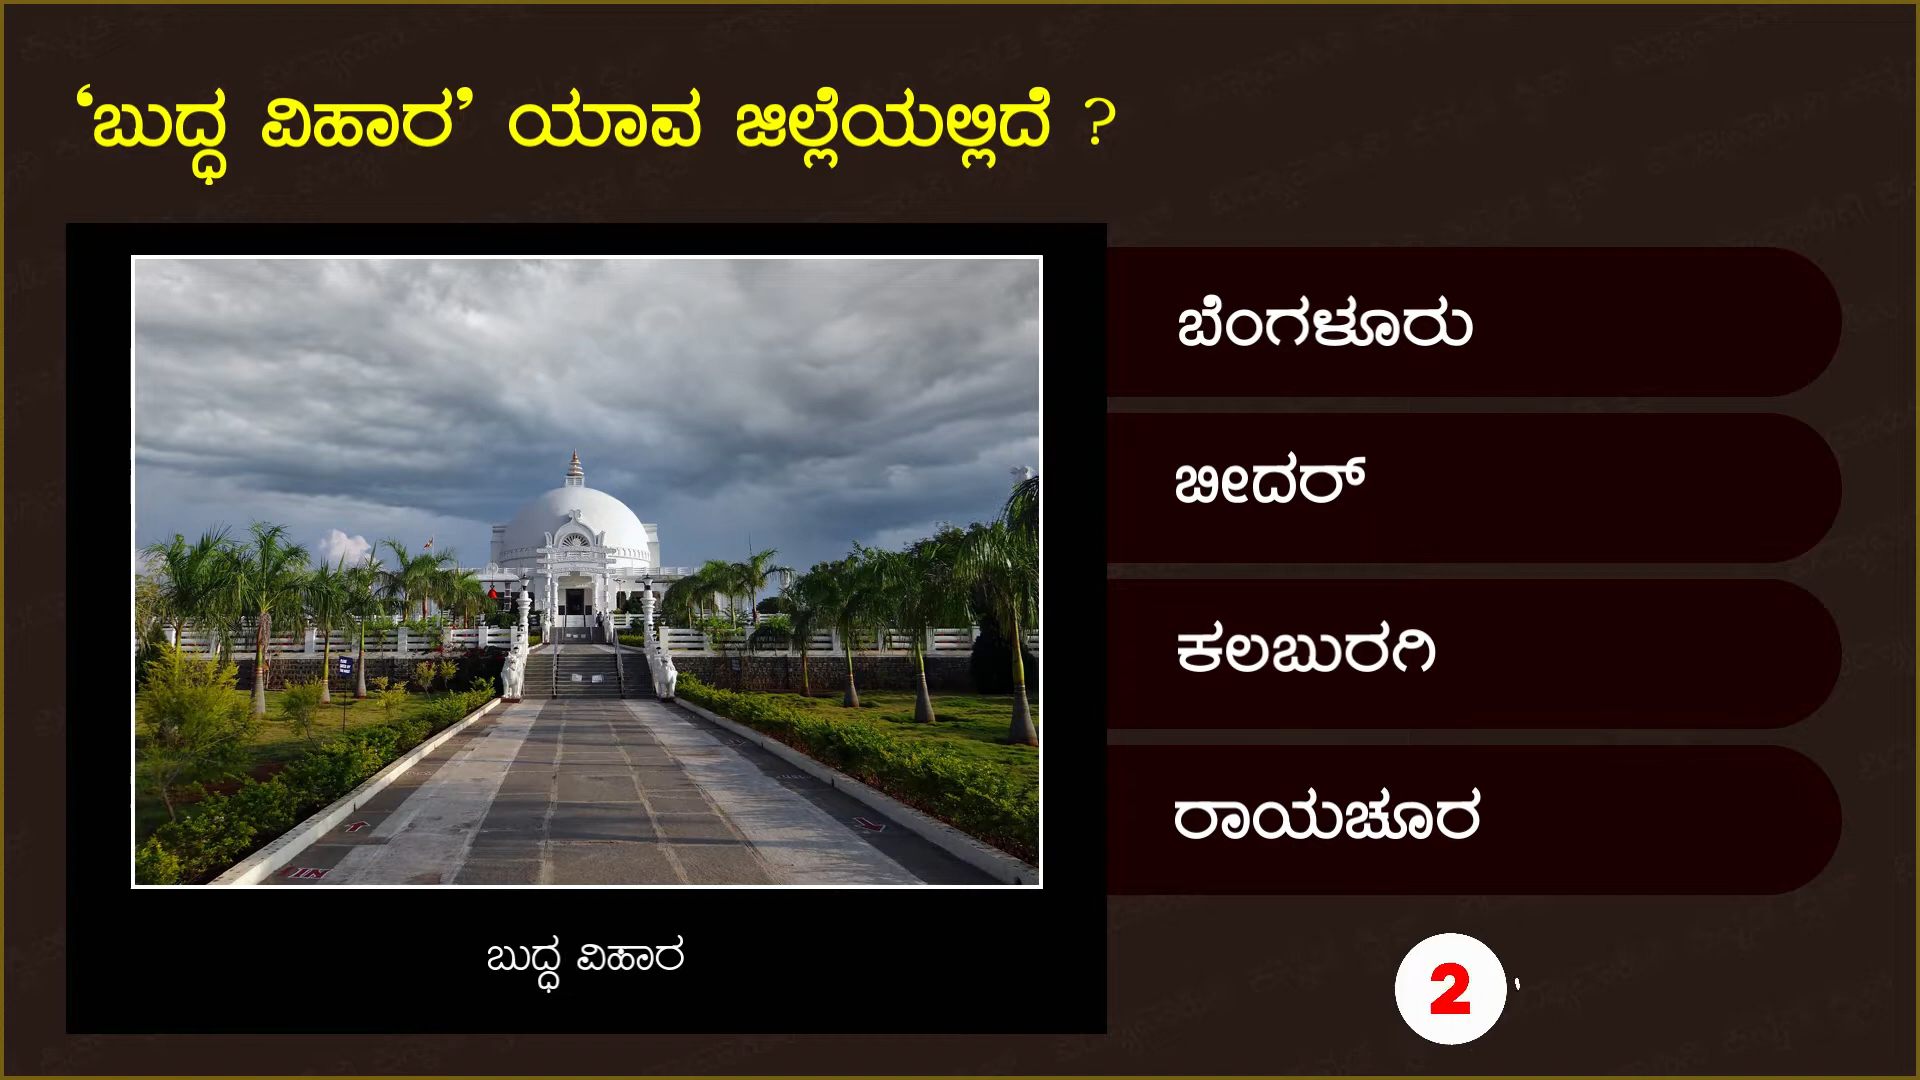 ‘ಬುದ್ಧ ವಿಹಾರ’ ಯಾವ ಜಿಲ್ಲೆಯಲ್ಲಿದೆ ?
ಬೆಂಗಳೂರು
ಬೀದರ್
ಕಲಬುರಗಿ
ರಾಯಚೂರ
ಬುದ್ಧ ವಿಹಾರ
2